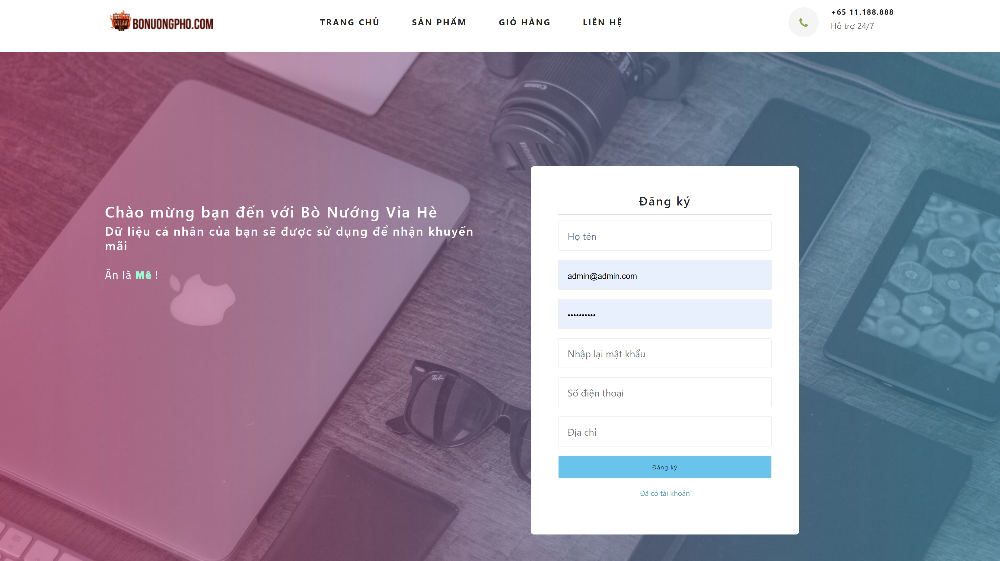 STEAK BONUONGPHO.COM
TRANG CHỦ
SẢN PHẨM
GIỎ HÀNG
LIÊN HỆ
+65 11.188.888
Hỗ trợ 24/7
Canon
Chào mừng bạn đến với Bò Nướng Vỉa Hè
Dữ liệu cá nhân của bạn sẽ được sử dụng để nhận khuyến
mãi
Ăn là Mê !
Ray-Ban
Đăng ký
Họ tên
admin@admin.com
••••••••••
Nhập lại mật khẩu
Số điện thoại
Địa chỉ
Đăng ký
Đã có tài khoản